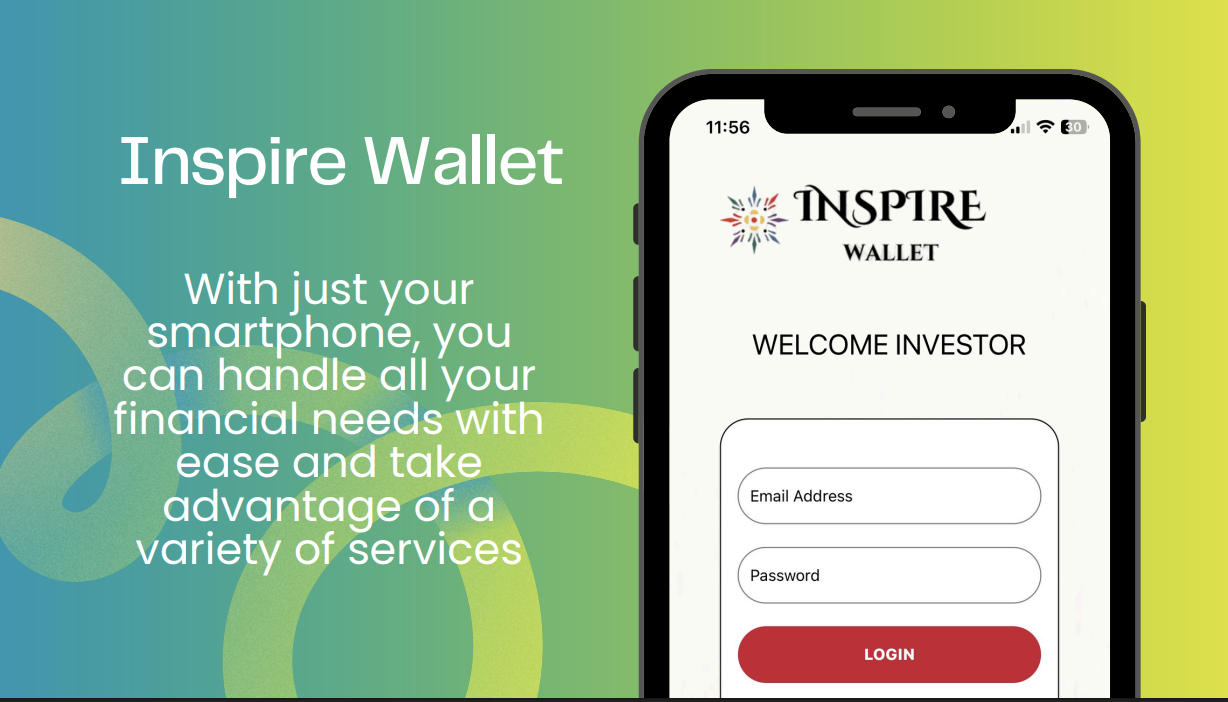 Inspire Wallet
With just your
smartphone, you
can handle all your
financial needs with
ease and take
advantage of a
variety of services
11:56
30
INSPIRE
WALLET
WELCOME INVESTOR
Email Address
Password
LOGIN